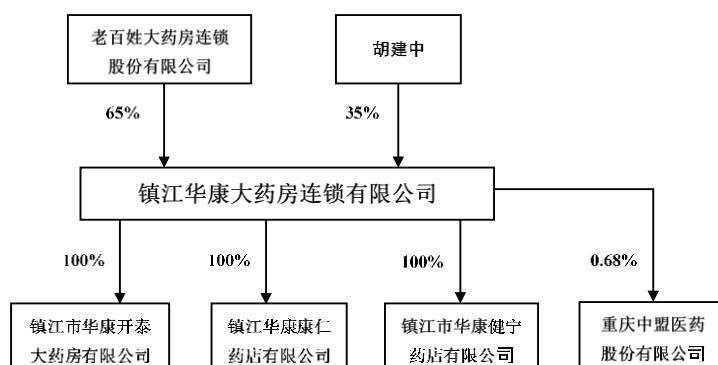 老百姓大药房连锁
股份有限公司
胡建中
65%
35%
镇江华康大药房连锁有限公司
100%
100%
100%
0.68%
镇江市华康开泰
大药房有限公司
镇江华康康仁
药店有限公司
镇江市华康健宁
药店有限公司
重庆中盟医药
股份有限公司